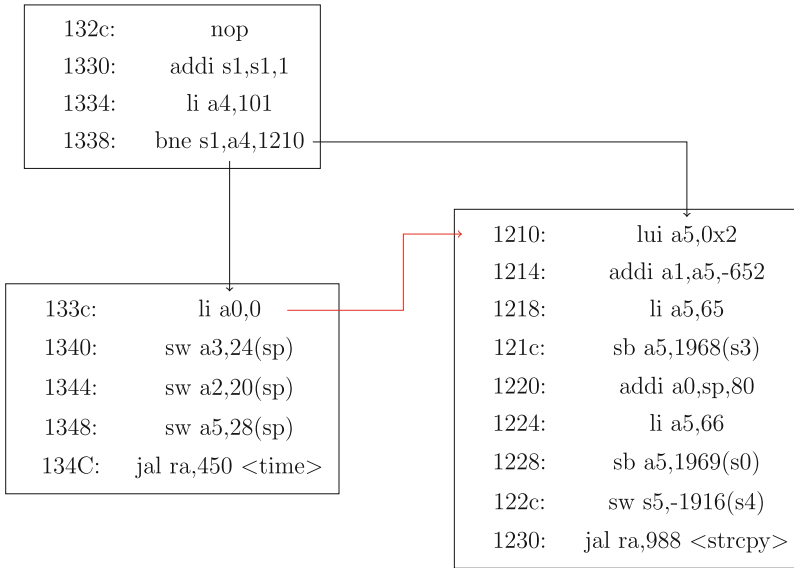 132c: nop
1330: addi s1,s1,1
1334: li a4,101
1338: bne s1,a4,1210
133c: li a0,0
1340: sw a3,24(sp)
1344: sw a2,20(sp)
1348: sw a5,28(sp)
134C: jal ra,450 <time>
1210: lui a5,0x2
1214: addi a1,a5,-652
1218: li a5,65
121c: sb a5,1968(s3)
1220: addi a0,sp,80
1224: li a5,66
1228: sb a5,1969(s0)
122c: sw s5,-1916(s4)
1230: jal ra,988 <strcpy>